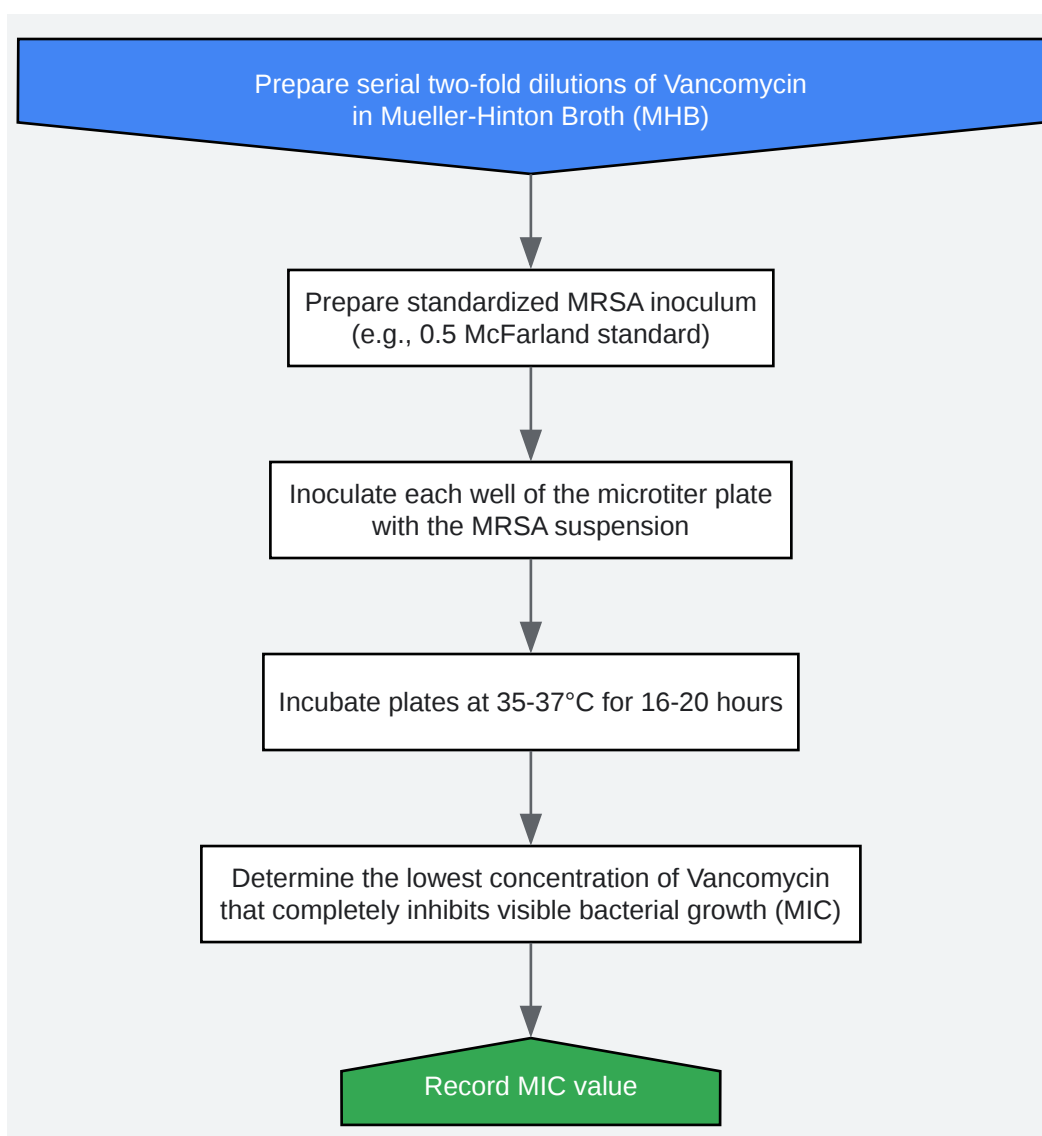 Prepare serial two-fold dilutions of Vancomycin
in Mueller-Hinton Broth (MHB)
Prepare standardized MRSA inoculum
(e.g., 0.5 McFarland standard)
Inoculate each well of the microtiter plate
with the MRSA suspension
Incubate plates at 35-37°C for 16-20 hours
Determine the lowest concentration of Vancomycin
that completely inhibits visible bacterial growth (MIC)
Record MIC value